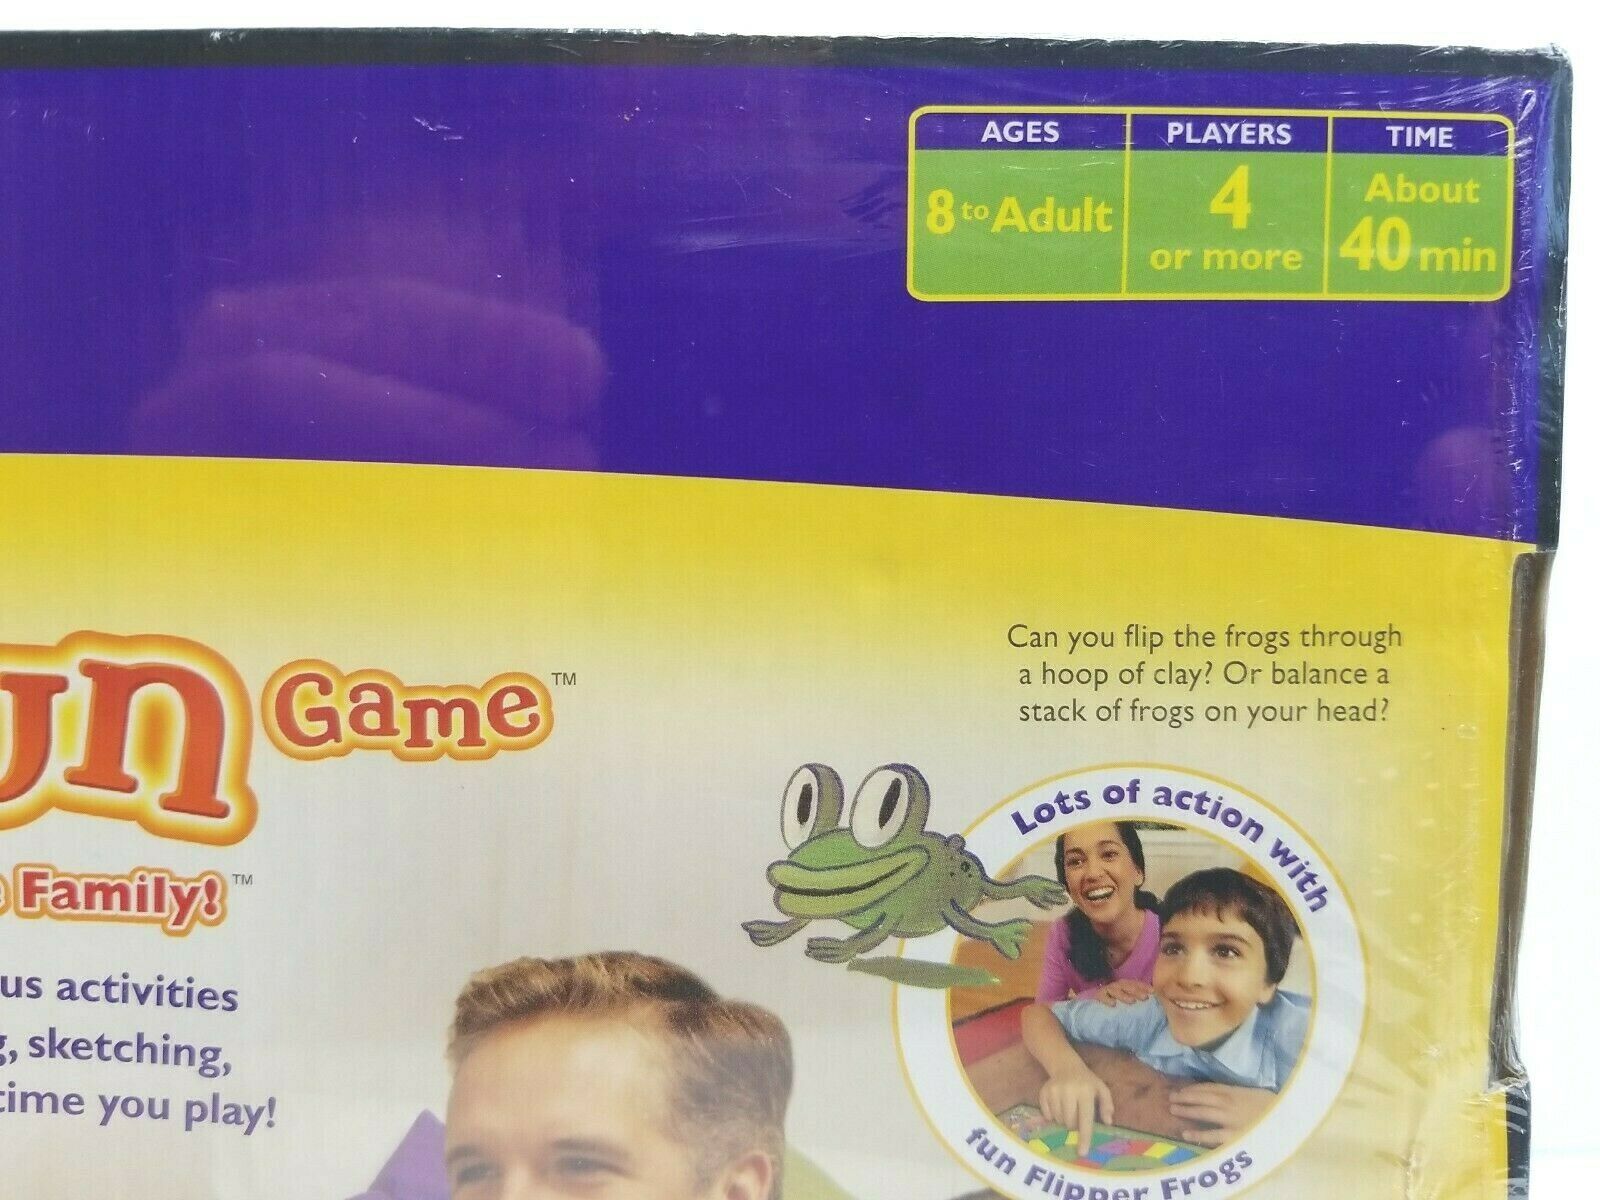 AGES
8 to Adult
PLAYERS
4
or more
TIME
About
40 min
Can you flip the frogs through
a hoop of clay? Or balance a
stack of frogs on your head?
Game™
Family!™
us activities
sketching,
time you play!
Lots of action with
fun Flipper Frogs